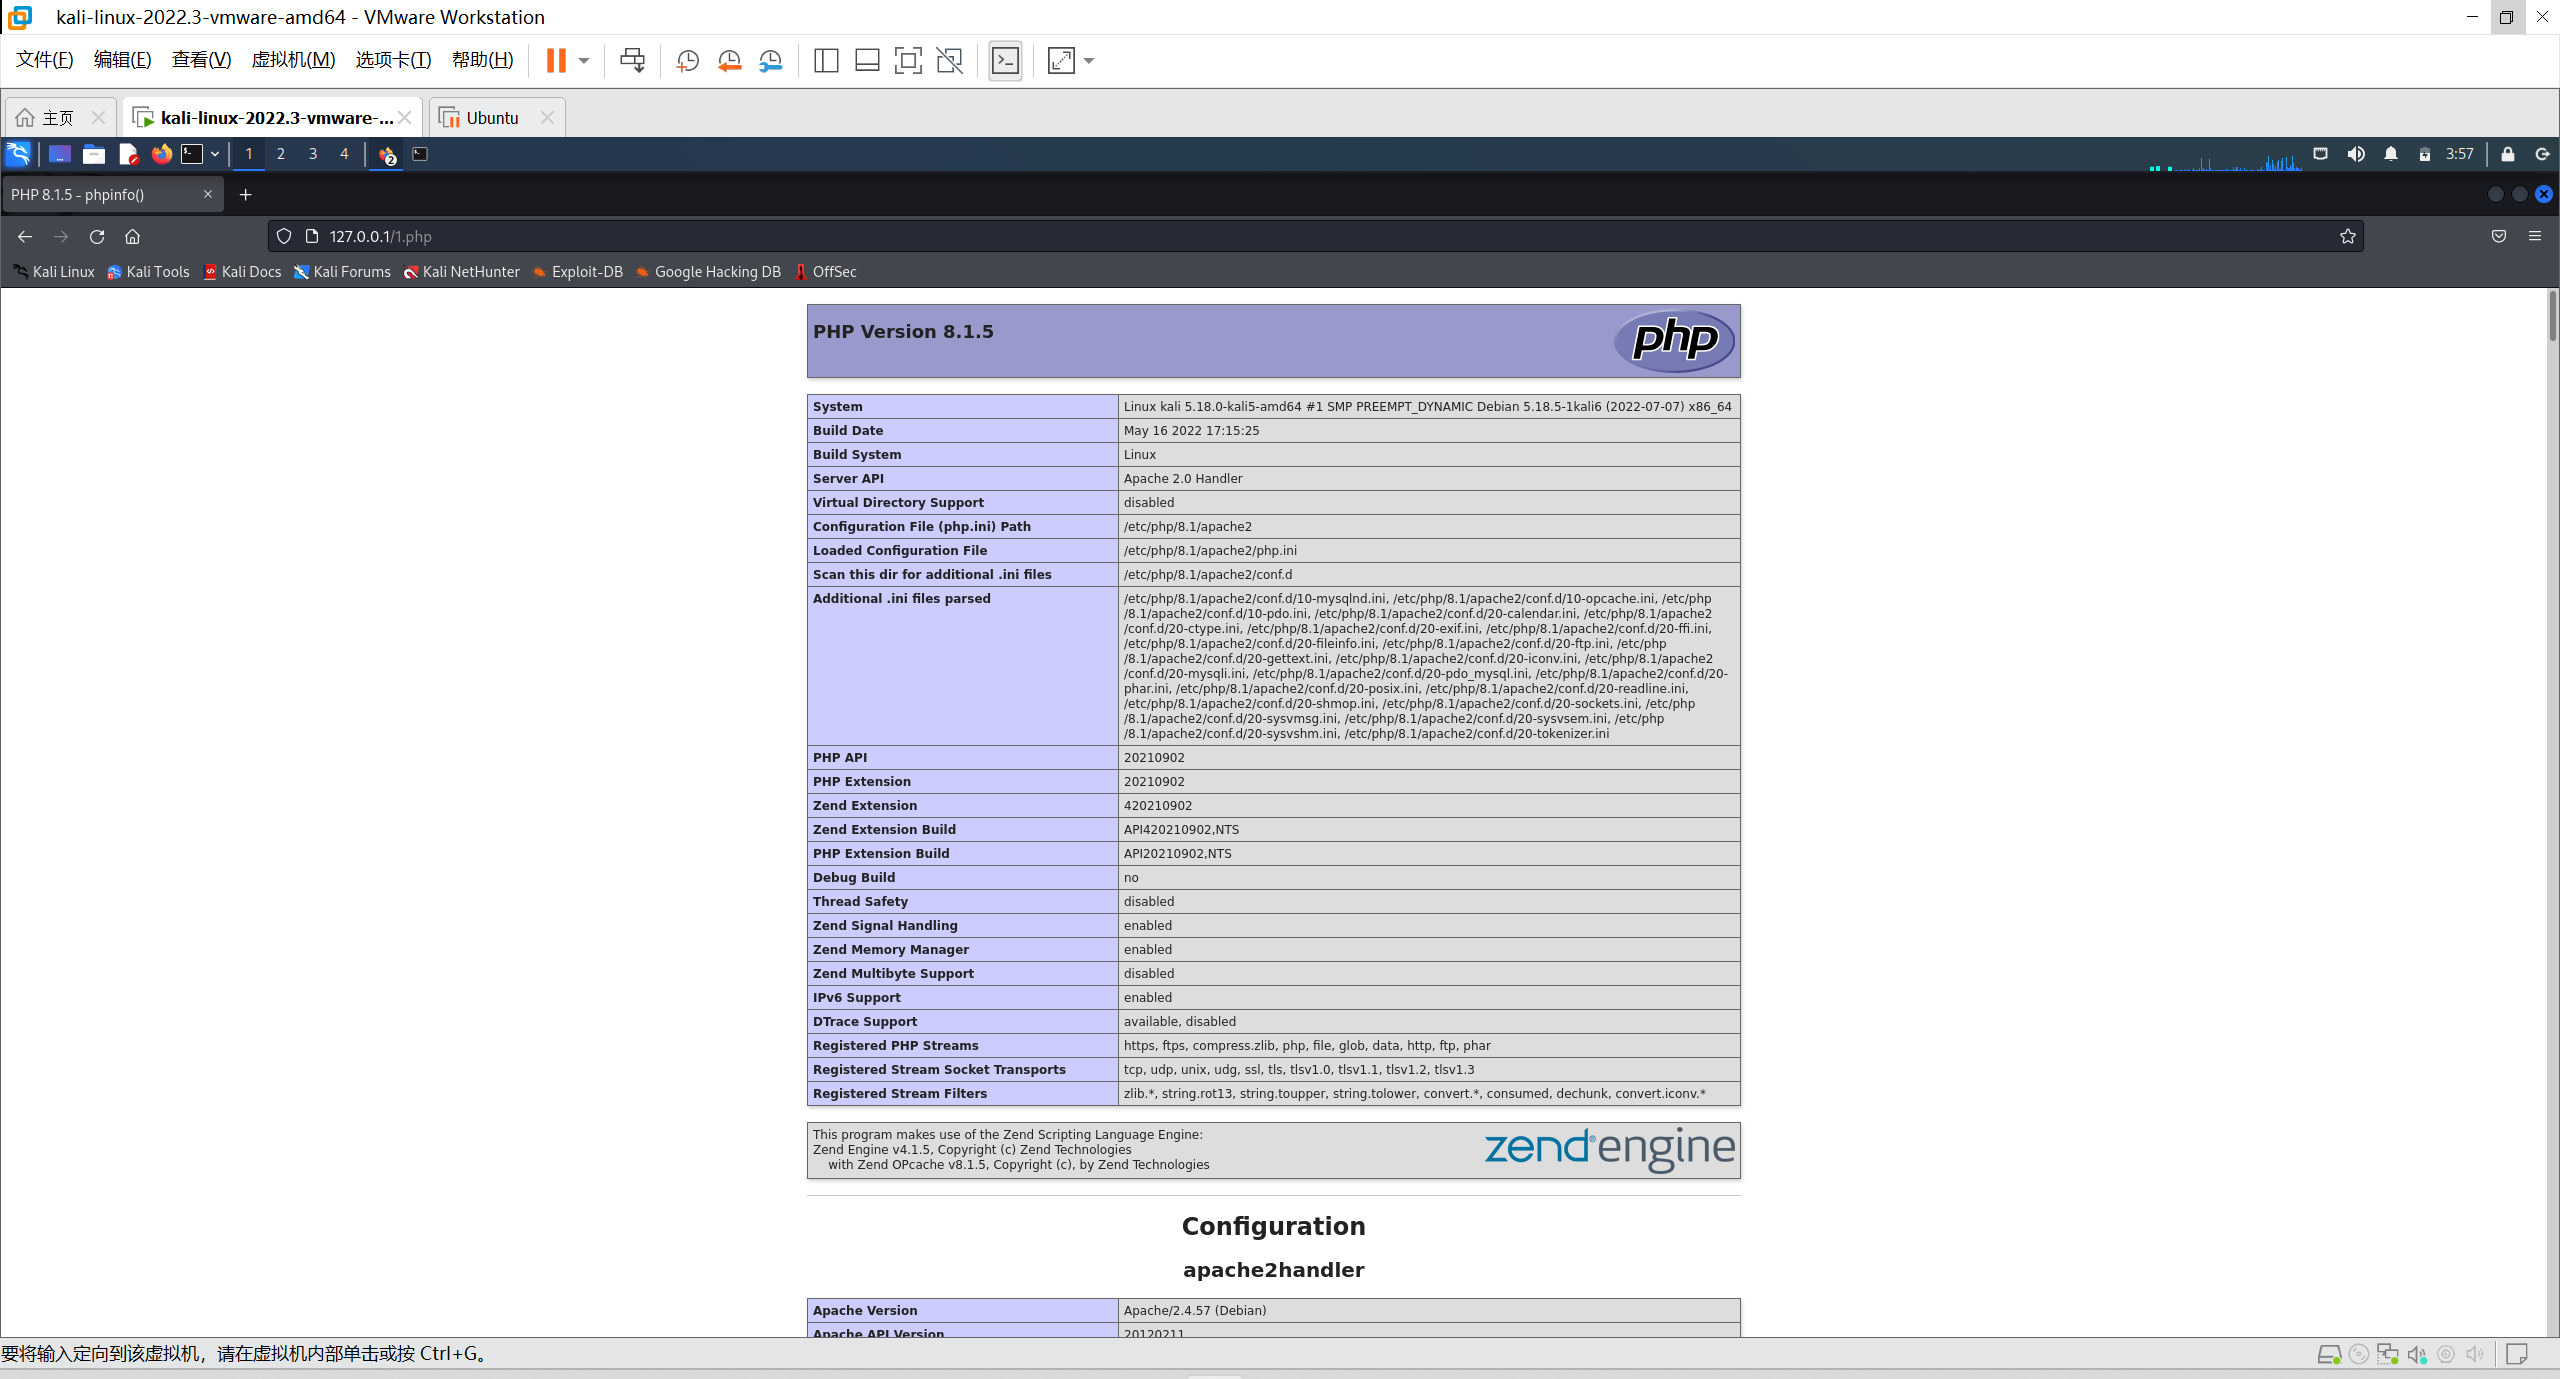 kali-linux-2022.3-vmware-amd64 - VMware Workstation
文件(F) 编辑(E) 查看(V) 虚拟机(M) 选项卡(T) 帮助(H)
主页 kali-linux-2022.3-vmware-... Ubuntu
1 2 3 4 2 3:57
PHP 8.1.5 - phpinfo()
127.0.0.1/1.php
Kali Linux Kali Tools Kali Docs Kali Forums Kali NetHunter Exploit-DB Google Hacking DB OffSec
PHP Version 8.1.5 php
System Linux kali 5.18.0-kali5-amd64 #1 SMP PREEMPT_DYNAMIC Debian 5.18.5-1kali6 (2022-07-07) x86_64
Build Date May 16 2022 17:15:25
Build System Linux
Server API Apache 2.0 Handler
Virtual Directory Support disabled
Configuration File (php.ini) Path /etc/php/8.1/apache2
Loaded Configuration File /etc/php/8.1/apache2/php.ini
Scan this dir for additional .ini files /etc/php/8.1/apache2/conf.d
Additional .ini files parsed /etc/php/8.1/apache2/conf.d/10-mysqlnd.ini, /etc/php/8.1/apache2/conf.d/10-opcache.ini, /etc/php
/8.1/apache2/conf.d/10-pdo.ini, /etc/php/8.1/apache2/conf.d/20-calendar.ini, /etc/php/8.1/apache2
/conf.d/20-ctype.ini, /etc/php/8.1/apache2/conf.d/20-exif.ini, /etc/php/8.1/apache2/conf.d/20-ffi.ini,
/etc/php/8.1/apache2/conf.d/20-fileinfo.ini, /etc/php/8.1/apache2/conf.d/20-ftp.ini, /etc/php
/8.1/apache2/conf.d/20-gettext.ini, /etc/php/8.1/apache2/conf.d/20-iconv.ini, /etc/php/8.1/apache2
/conf.d/20-mysqli.ini, /etc/php/8.1/apache2/conf.d/20-pdo_mysql.ini, /etc/php/8.1/apache2/conf.d/20-
phar.ini, /etc/php/8.1/apache2/conf.d/20-posix.ini, /etc/php/8.1/apache2/conf.d/20-readline.ini,
/etc/php/8.1/apache2/conf.d/20-shmop.ini, /etc/php/8.1/apache2/conf.d/20-sockets.ini, /etc/php
/8.1/apache2/conf.d/20-sysvmsg.ini, /etc/php/8.1/apache2/conf.d/20-sysvsem.ini, /etc/php
/8.1/apache2/conf.d/20-sysvshm.ini, /etc/php/8.1/apache2/conf.d/20-tokenizer.ini
PHP API 20210902
PHP Extension 20210902
Zend Extension 420210902
Zend Extension Build API420210902,NTS
PHP Extension Build API20210902,NTS
Debug Build no
Thread Safety disabled
Zend Signal Handling enabled
Zend Memory Manager enabled
Zend Multibyte Support disabled
IPv6 Support enabled
DTrace Support available, disabled
Registered PHP Streams https, ftps, compress.zlib, php, file, glob, data, http, ftp, phar
Registered Stream Socket Transports tcp, udp, unix, udg, ssl, tls, tlsv1.0, tlsv1.1, tlsv1.2, tlsv1.3
Registered Stream Filters zlib.*, string.rot13, string.toupper, string.tolower, convert.*, consumed, dechunk, convert.iconv.*
This program makes use of the Zend Scripting Language Engine:
Zend Engine v4.1.5, Copyright (c) Zend Technologies
with Zend OPcache v8.1.5, Copyright (c), by Zend Technologies
zend®engine
Configuration
apache2handler
Apache Version Apache/2.4.57 (Debian)
Apache API Version 20120211
要将输入定向到该虚拟机，请在虚拟机内部单击或按 Ctrl+G。